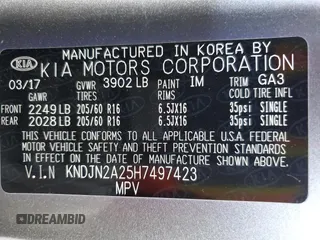 MANUFACTURED IN KOREA BY
KIA KIA MOTORS CORPORATION
03/17 GVWR 3902 LB PAINT IM TRIM GA3
GAWR TIRES RIMS COLD TIRE INFL
FRONT 2249 LB 205/60 R16 6.5JX16 35psi SINGLE
REAR 2028 LB 205/60 R16 6.5JX16 35psi SINGLE
THIS VEHICLE CONFORMS TO ALL APPLICABLE U.S.A. FEDERAL MOTOR
VEHICLE SAFETY AND THEFT PREVENTION STANDARDS IN
EFFECT ON THE DATE OF MANUFACTURE SHOWN ABOVE.
V.I.N KNDJN2A25H7497423
MPV
DREAMBID